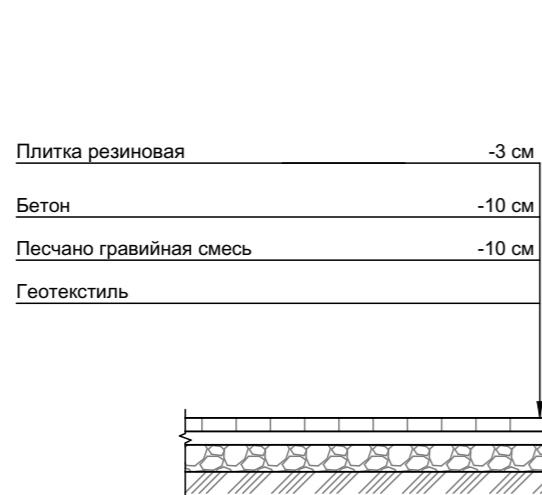 Плитка резиновая -3 см
Бетон -10 см
Песчано гравийная смесь -10 см
Геотекстиль